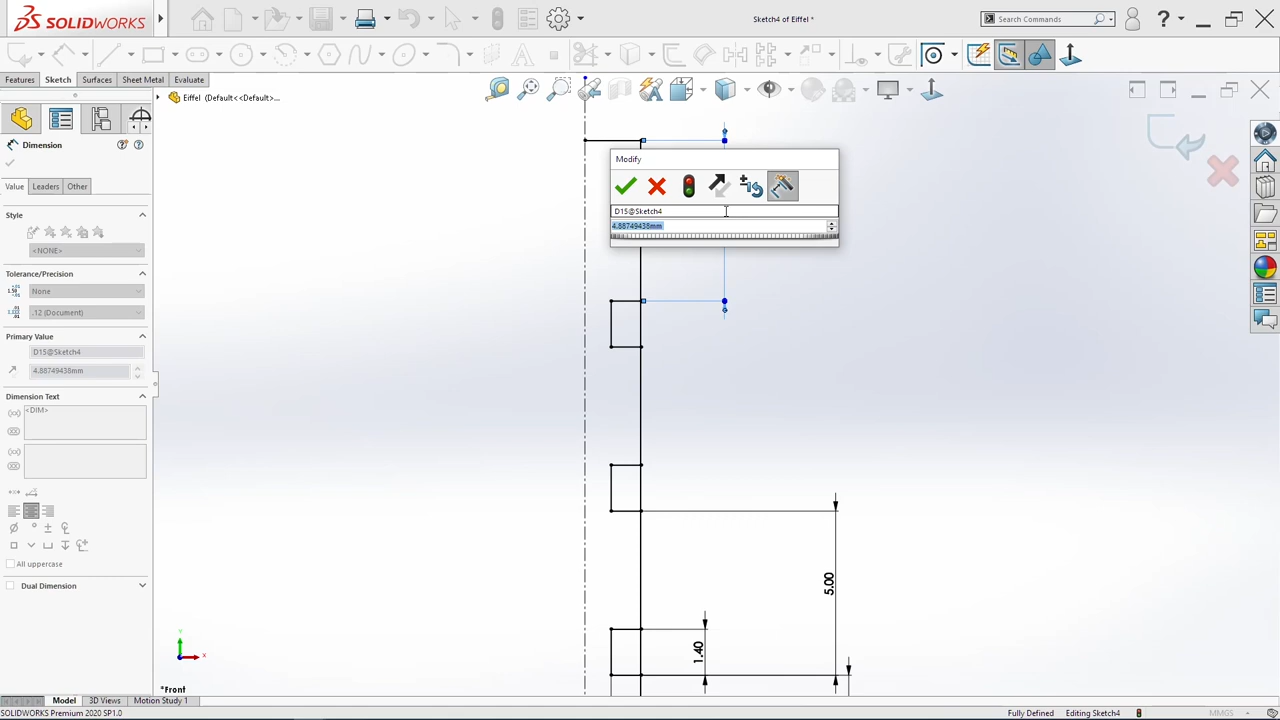 SOLIDWORKS
Sketch4 of Eiffel *
Search Commands
?
Features
Sketch
Surfaces
Sheet Metal
Evaluate
Eiffel (Default<<Default>...
Dimension
Value
Leaders
Other
Style
<NONE>
Tolerance/Precision
None
.12 (Document)
Primary Value
D15@Sketch4
4.88749438mm
Dimension Text
<DIM>
All uppercase
Dual Dimension
Modify
D15@Sketch4
4.88749438mm
5.00
1.40
Y
X
*Front
Model
3D Views
Motion Study 1
SOLIDWORKS Premium 2020 SP1.0
Fully Defined
Editing Sketch4
MMGS